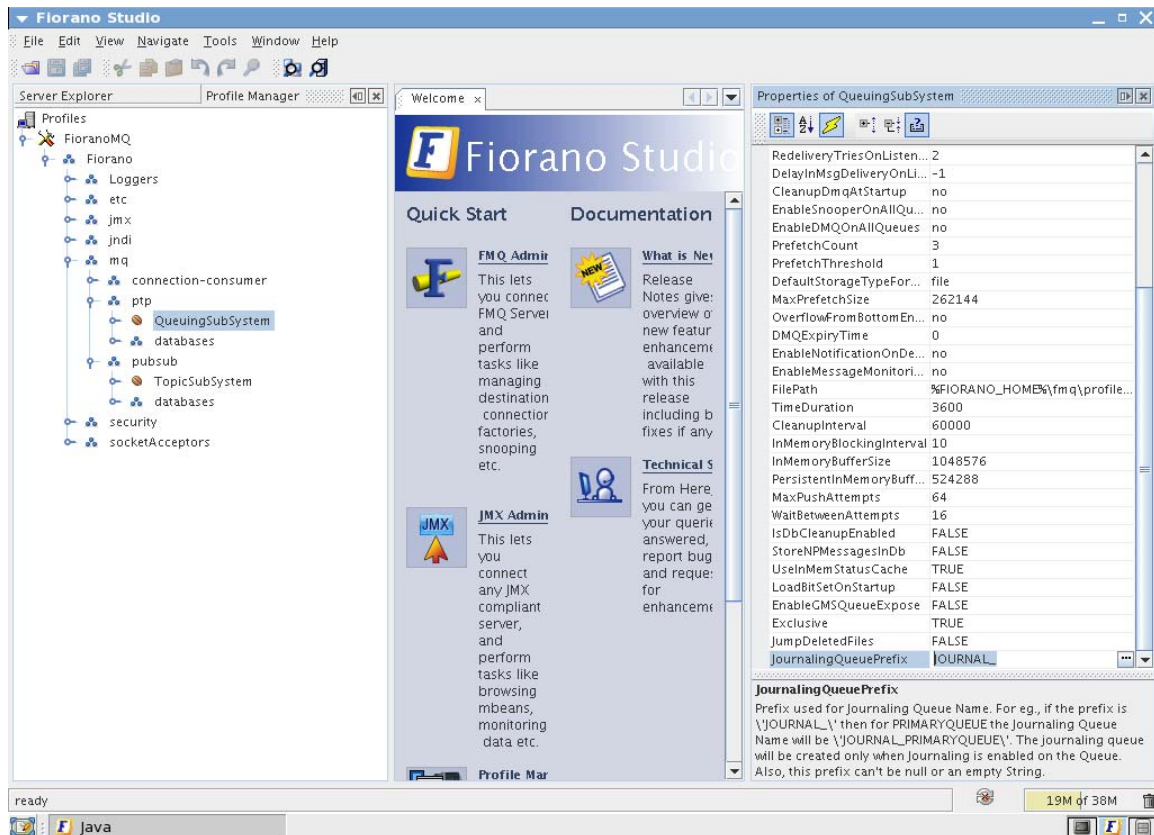 Fiorano Studio
File Edit View Navigate Tools Window Help
Server Explorer Profile Manager
Profiles
FioranoMQ
Fiorano
Loggers
etc
jmx
jndi
mq
connection-consumer
ptp
QueuingSubSystem
databases
pubsub
TopicSubSystem
databases
security
socketAcceptors
Welcome
Fiorano Studio
Quick Start
FMQ Admin
This lets
you connec
FMQ Server
and
perform
tasks like
managing
destination
connection
factories,
snooping
etc.
JMX
JMX Admin
This lets
you
connect
any JMX
compliant
server,
and
perform
tasks like
browsing
mbeans,
monitoring
data etc.
Profile Mar
Documentation
NEW
What is Nev
Release
Notes gives
overview o
new featur
enhanceme
available
with this
release
including b
fixes if any
Technical S
From Here,
you can ge
your querie
answered,
report bug
and reques
for
enhanceme
Properties of QueuingSubSystem
RedeliveryTriesOnListen... 2
DelayInMsgDeliveryOnLi... -1
CleanupDmqAtStartup no
EnableSnooperOnAllQu... no
EnableDMQOnAllQueues no
PrefetchCount 3
PrefetchThreshold 1
DefaultStorageTypeFor... file
MaxPrefetchSize 262144
OverflowFromBottomEn... no
DMQExpiryTime 0
EnableNotificationOnDe... no
EnableMessageMonitori... no
FilePath %FIORANO_HOME%\fmq\profile...
TimeDuration 3600
CleanupInterval 60000
InMemoryBlockingInterval 10
InMemoryBufferSize 1048576
PersistentInMemoryBuff... 524288
MaxPushAttempts 64
WaitBetweenAttempts 16
IsDbCleanupEnabled FALSE
StoreNPMessagesInDb FALSE
UseInMemStatusCache TRUE
LoadBitSetOnStartup FALSE
EnableGMSQueueExpose FALSE
Exclusive TRUE
JumpDeletedFiles FALSE
JournalingQueuePrefix JOURNAL_ ...
JournalingQueuePrefix
Prefix used for Journaling Queue Name. For eg., if the prefix is
\'JOURNAL_\' then for PRIMARYQUEUE the Journaling Queue
Name will be \'JOURNAL_PRIMARYQUEUE\'. The journaling queue
will be created only when Journaling is enabled on the Queue.
Also, this prefix can't be null or an empty String.
ready
19M of 38M
Java